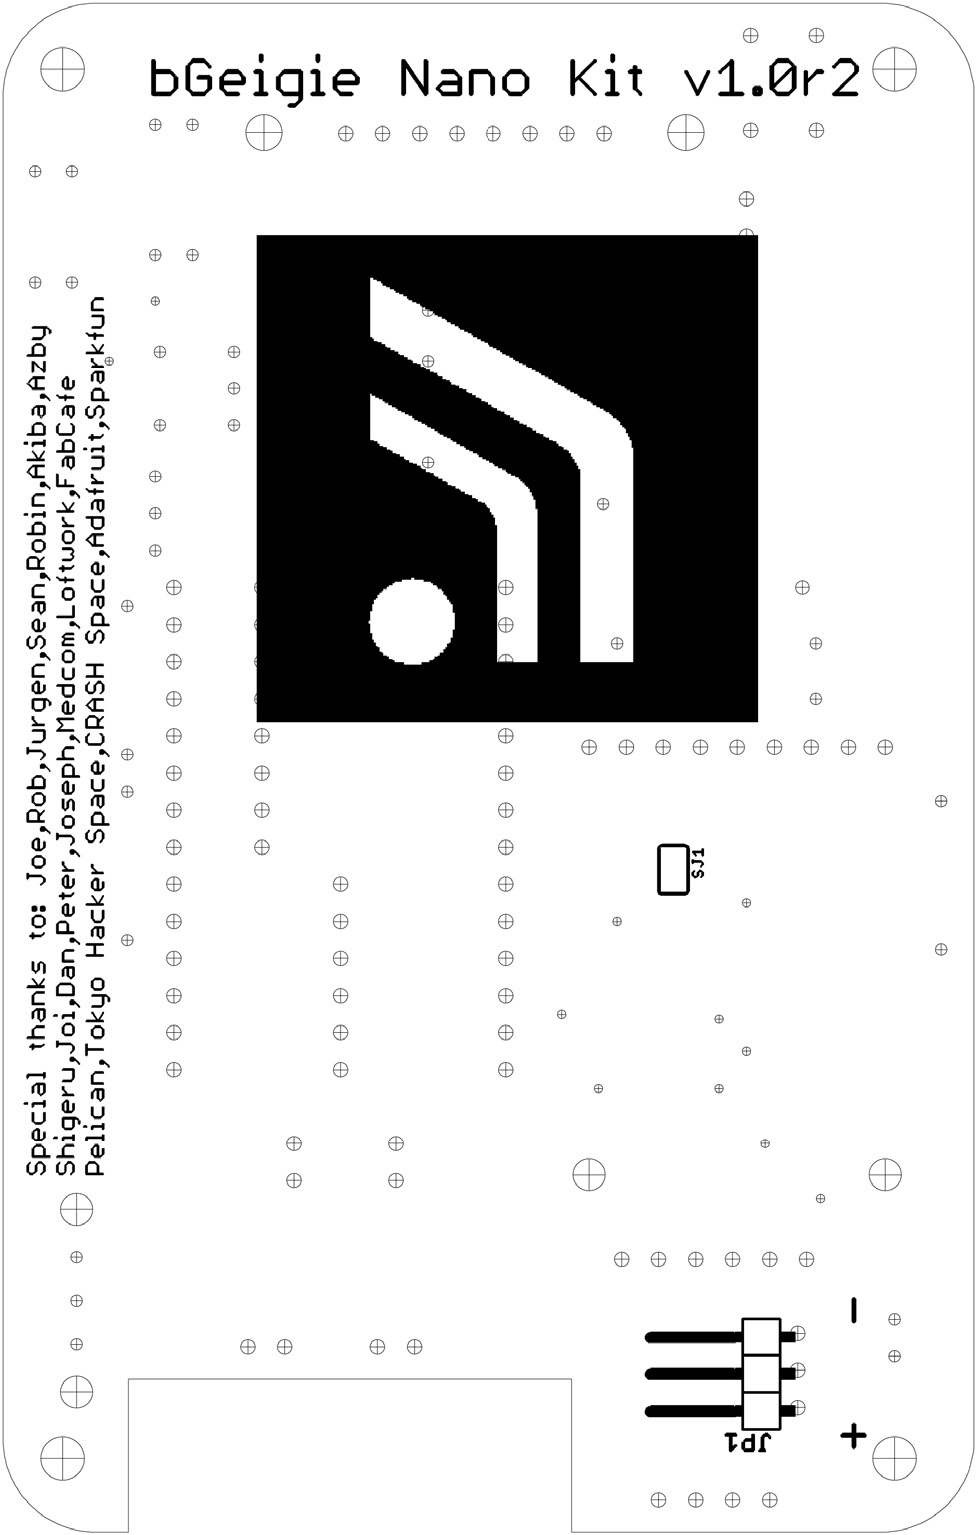 bGeigie Nano Kit v1.0r2
Special thanks to: Joe,Rob,Jurgen,Sean,Robin,Akiba,Azby
Shigeru,Joi,Dan,Peter,Joseph,Medcom,Loftwork,FabCafe
Pelican,Tokyo Hacker Space,CRASH Space,Adafruit,Sparkfun
SJ1
-
JP1
+